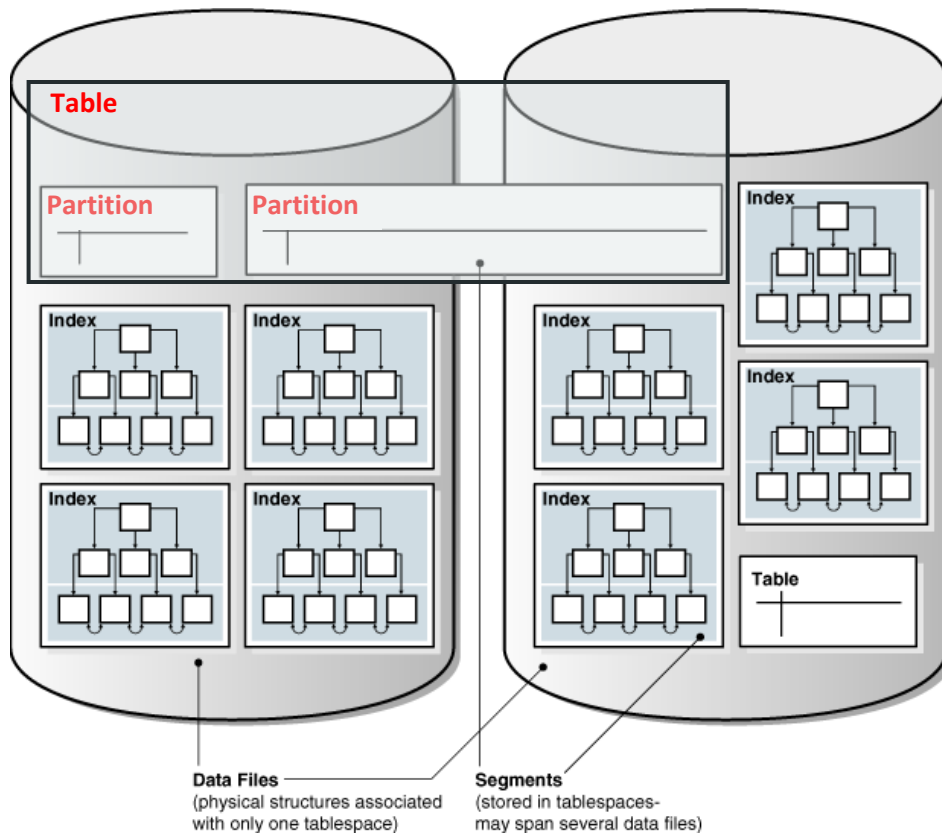 Table
Partition
Partition
Index
Index
Index
Index
Index
Index
Index
Index
Table
Data Files
(physical structures associated
with only one tablespace)
Segments
(stored in tablespaces-
may span several data files)